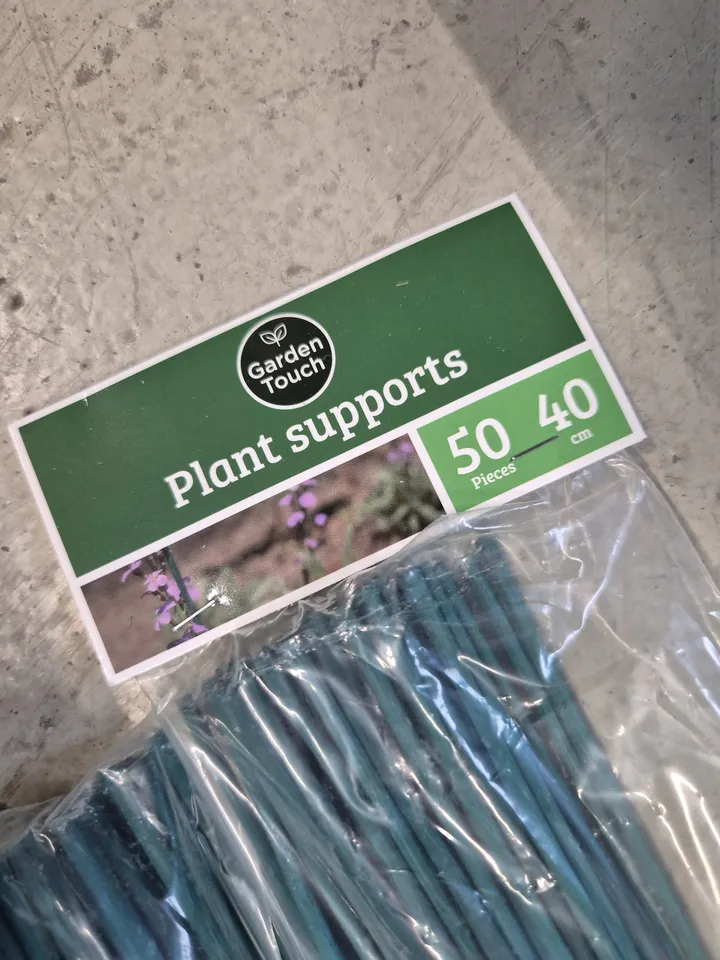 Garden
Touch
Plant supports
50 40
Pieces cm